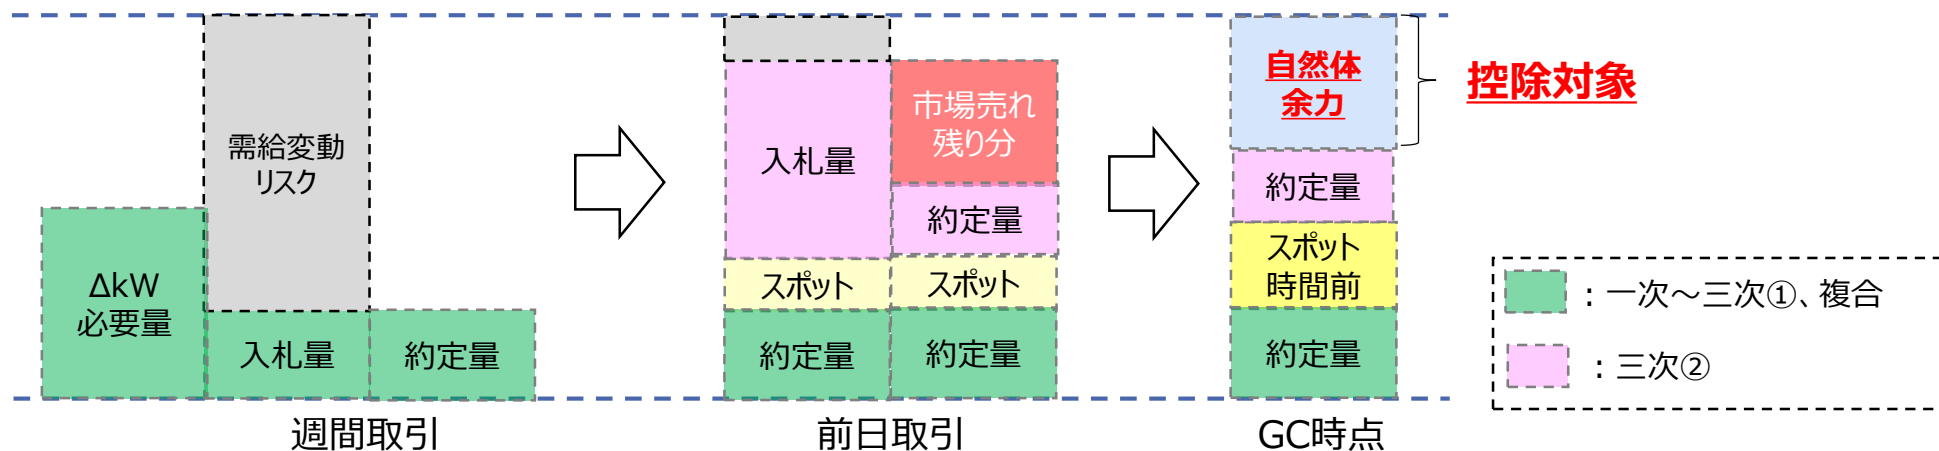 ΔkW
必要量
需給変動
リスク
入札量
約定量
週間取引
入札量
スポット
約定量
市場売れ
残り分
約定量
スポット
約定量
前日取引
自然体
余力
約定量
スポット
時間前
約定量
GC時点
控除対象
：一次～三次①、複合
：三次②